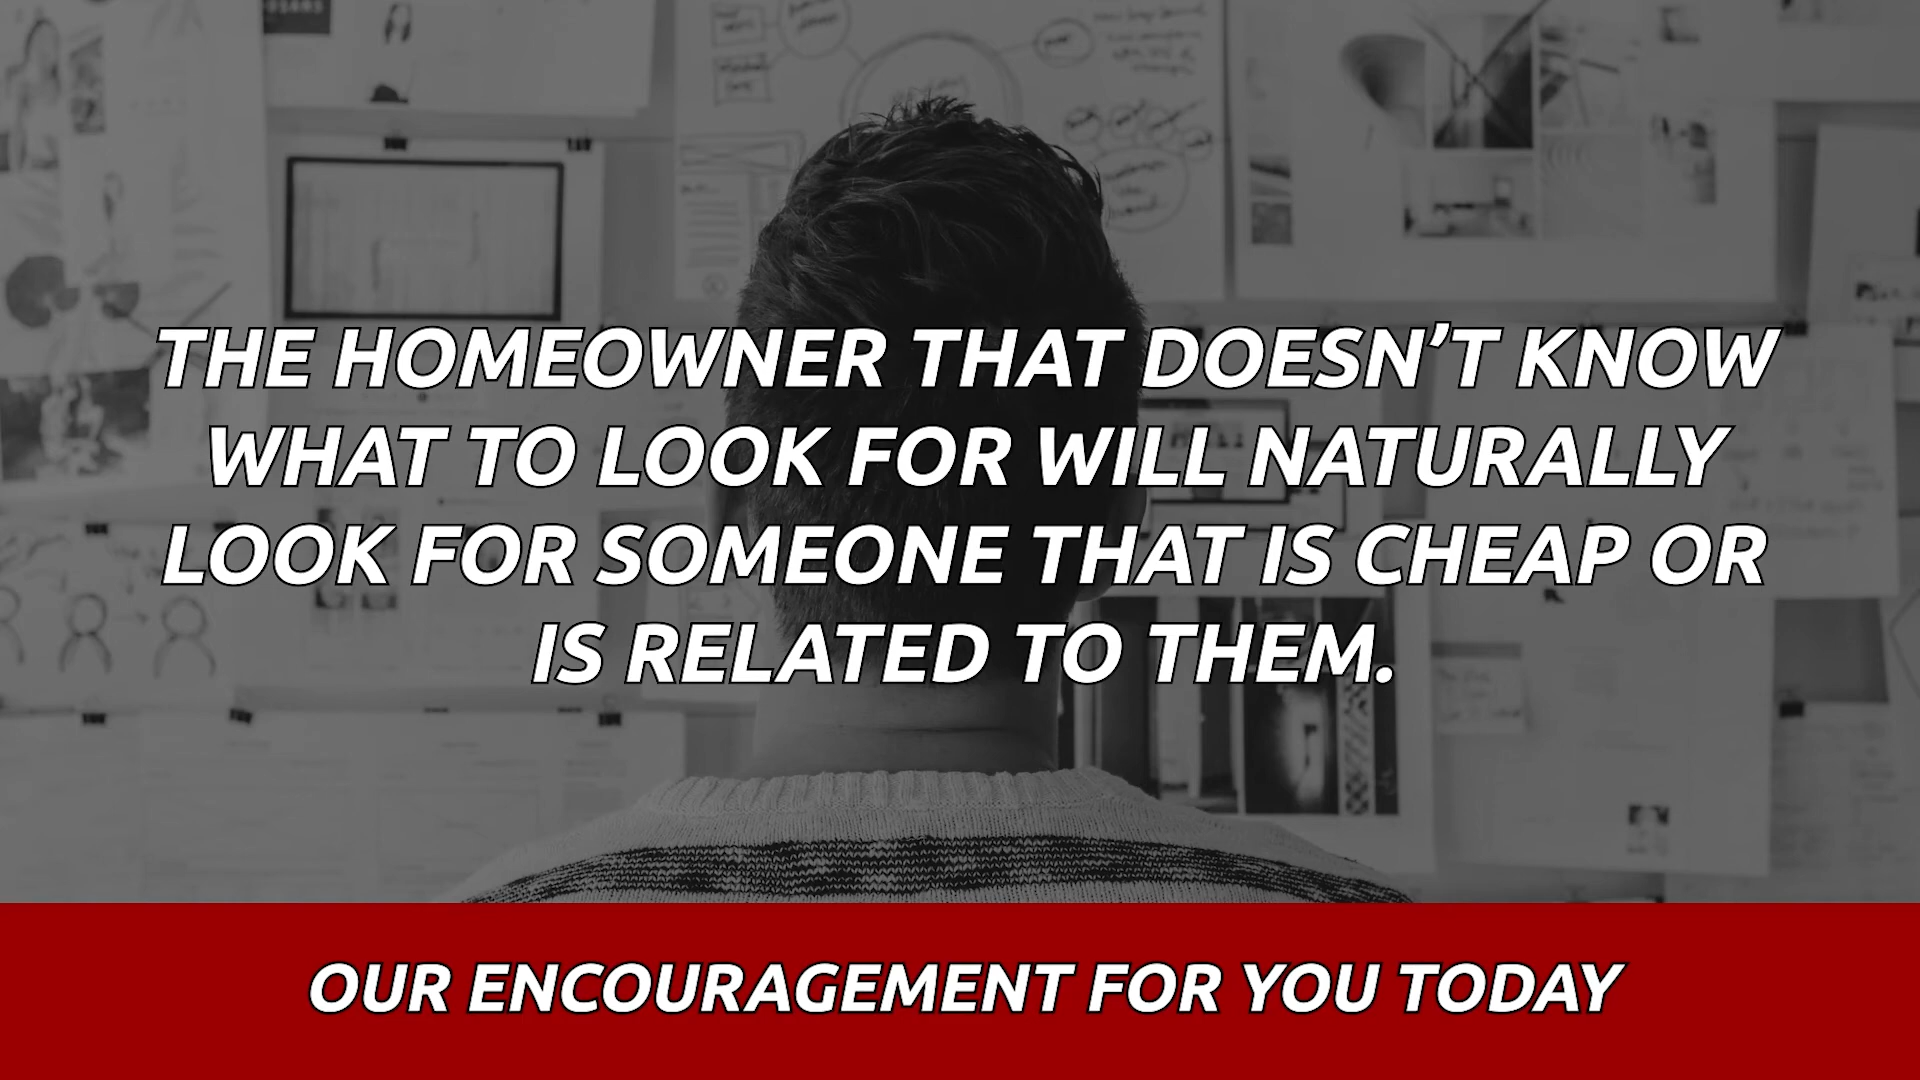 THE HOMEOWNER THAT DOESN’T KNOW
WHAT TO LOOK FOR WILL NATURALLY
LOOK FOR SOMEONE THAT IS CHEAP OR
IS RELATED TO THEM.
OUR ENCOURAGEMENT FOR YOU TODAY